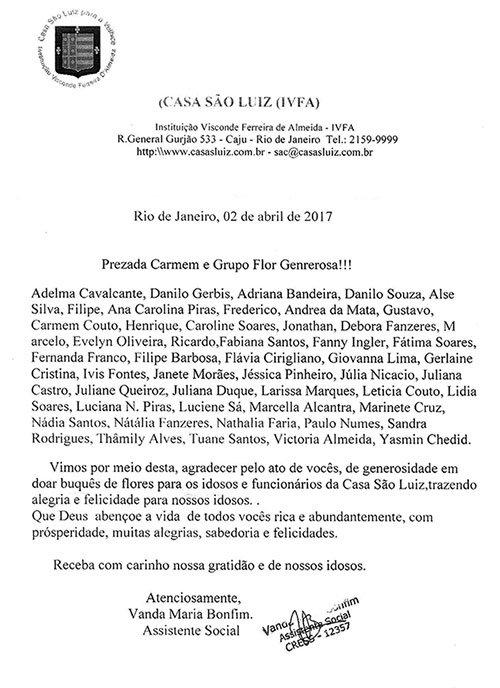 Casa São Luiz para a Velhice
Instituição Visconde Ferreira D'Almeida
(CASA SÃO LUIZ (IVFA)
Instituição Visconde Ferreira de Almeida - IVFA
R.General Gurjão 533 - Caju - Rio de Janeiro Tel.: 2159-9999
http:\\www.casasluiz.com.br - sac@casasluiz.com.br
Rio de Janeiro, 02 de abril de 2017
Prezada Carmem e Grupo Flor Genrerosa!!!
Adelma Cavalcante, Danilo Gerbis, Adriana Bandeira, Danilo Souza, Alse
Silva, Filipe, Ana Carolina Piras, Frederico, Andrea da Mata, Gustavo,
Carmem Couto, Henrique, Caroline Soares, Jonathan, Debora Fanzeres, M
arcelo, Evelyn Oliveira, Ricardo,Fabiana Santos, Fanny Ingler, Fátima Soares,
Fernanda Franco, Filipe Barbosa, Flávia Cirigliano, Giovanna Lima, Gerlaine
Cristina, Ivis Fontes, Janete Morães, Jéssica Pinheiro, Júlia Nicacio, Juliana
Castro, Juliane Queiroz, Juliana Duque, Larissa Marques, Leticia Couto, Lidia
Soares, Luciana N. Piras, Luciene Sá, Marcella Alcantra, Marinete Cruz,
Nádia Santos, Nátália Fanzeres, Nathalia Faria, Paulo Numes, Sandra
Rodrigues, Thâmily Alves, Tuane Santos, Victoria Almeida, Yasmin Chedid.
Vimos por meio desta, agradecer pelo ato de vocês, de generosidade em
doar buquês de flores para os idosos e funcionários da Casa São Luiz,trazendo
alegria e felicidade para nossos idosos. .
Que Deus abençoe a vida de todos vocês rica e abundantemente, com
prósperidade, muitas alegrias, sabedoria e felicidades.
Receba com carinho nossa gratidão e de nossos idosos.
Atenciosamente,
Vanda Maria Bonfim.
Assistente Social
Assistente Social
CRESS - 12357